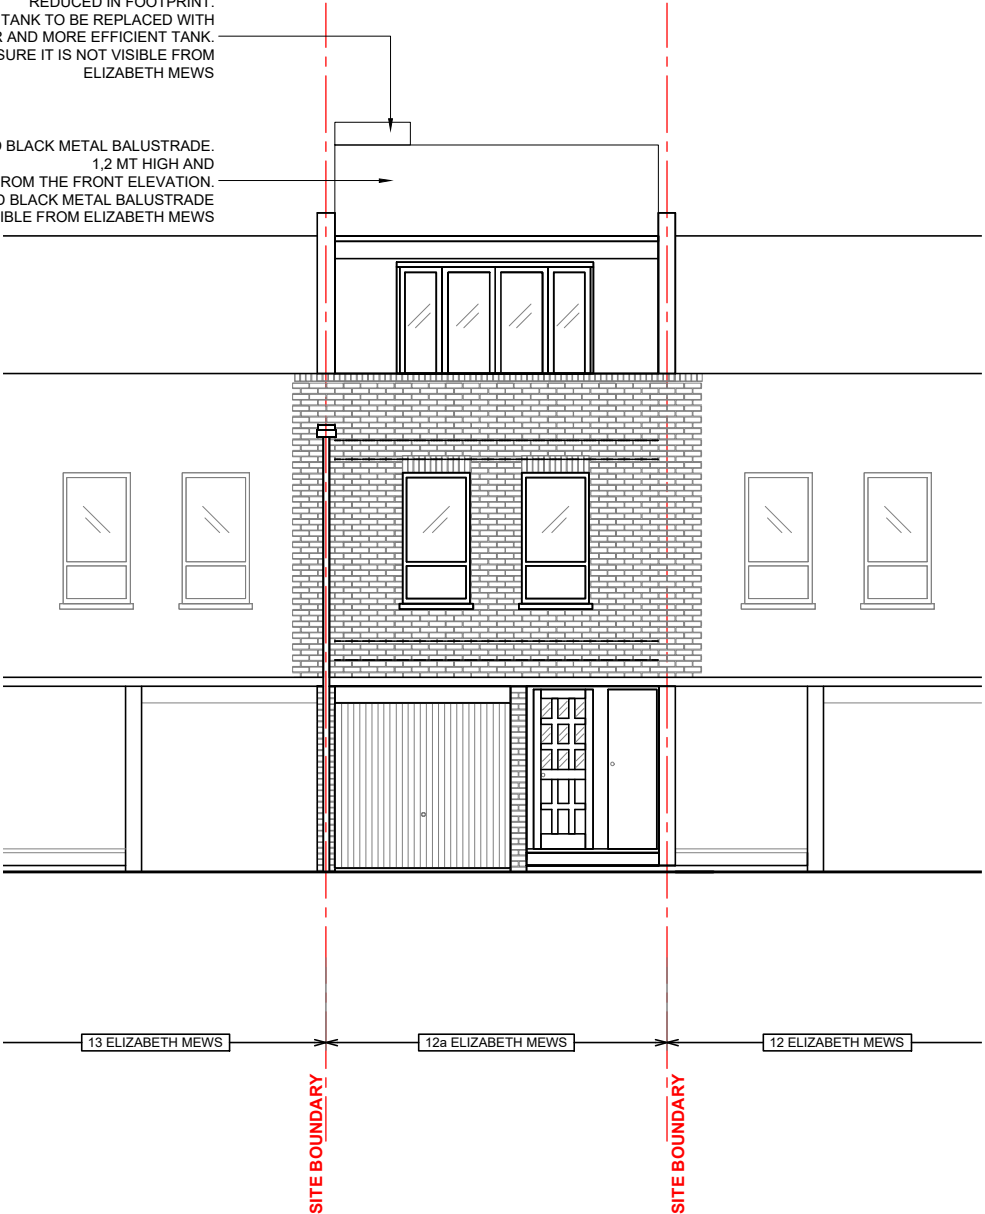 REDUCED IN FOOTPRINT.
TANK TO BE REPLACED WITH
R AND MORE EFFICIENT TANK.
SURE IT IS NOT VISIBLE FROM
ELIZABETH MEWS
D BLACK METAL BALUSTRADE.
1,2 MT HIGH AND
FROM THE FRONT ELEVATION.
D BLACK METAL BALUSTRADE
IBLE FROM ELIZABETH MEWS
13 ELIZABETH MEWS
12a ELIZABETH MEWS
12 ELIZABETH MEWS
SITE BOUNDARY
SITE BOUNDARY